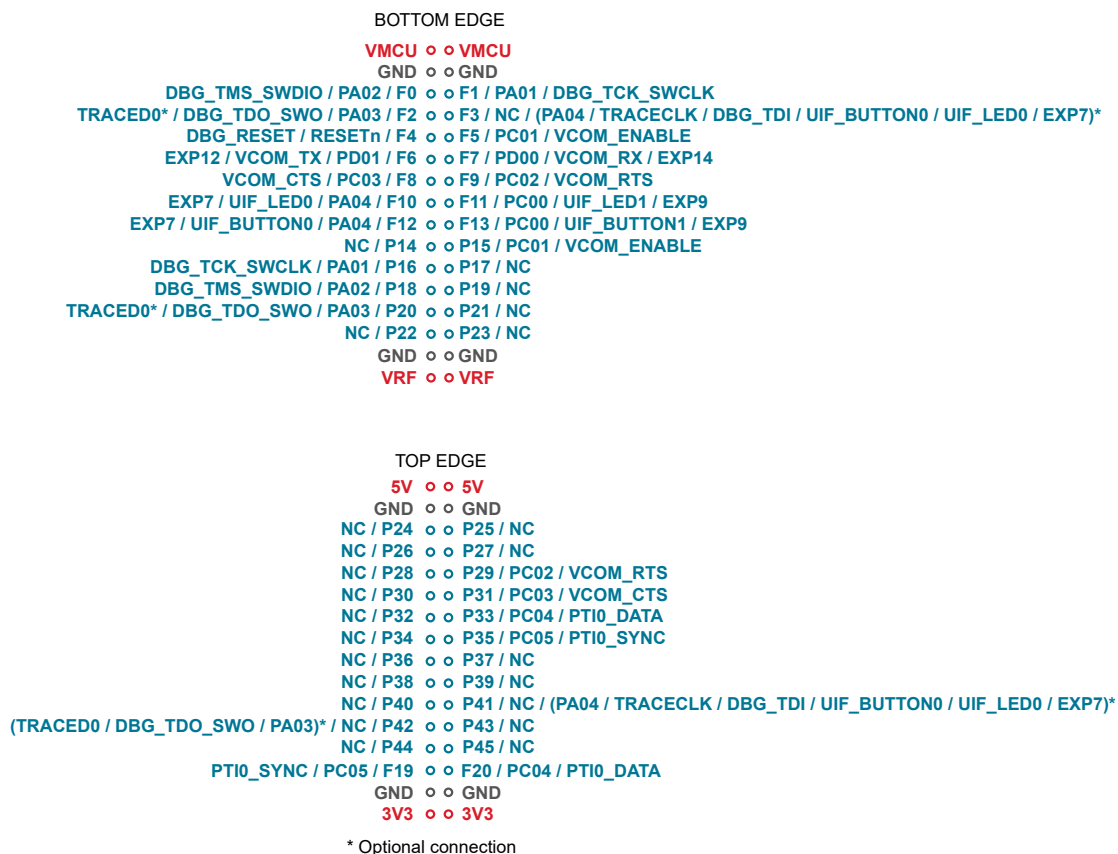 BOTTOM EDGE
VMCU VMCU
GND GND
DBG_TMS_SWDIO / PA02 / F0 F1 / PA01 / DBG_TCK_SWCLK
TRACED0* / DBG_TDO_SWO / PA03 / F2 F3 / NC / (PA04 / TRACECLK / DBG_TDI / UIF_BUTTON0 / UIF_LED0 / EXP7)*
DBG_RESET / RESETn / F4 F5 / PC01 / VCOM_ENABLE
EXP12 / VCOM_TX / PD01 / F6 F7 / PD00 / VCOM_RX / EXP14
VCOM_CTS / PC03 / F8 F9 / PC02 / VCOM_RTS
EXP7 / UIF_LED0 / PA04 / F10 F11 / PC00 / UIF_LED1 / EXP9
EXP7 / UIF_BUTTON0 / PA04 / F12 F13 / PC00 / UIF_BUTTON1 / EXP9
NC / P14 P15 / PC01 / VCOM_ENABLE
DBG_TCK_SWCLK / PA01 / P16 P17 / NC
DBG_TMS_SWDIO / PA02 / P18 P19 / NC
TRACED0* / DBG_TDO_SWO / PA03 / P20 P21 / NC
NC / P22 P23 / NC
GND GND
VRF VRF
TOP EDGE
5V 5V
GND GND
NC / P24 P25 / NC
NC / P26 P27 / NC
NC / P28 P29 / PC02 / VCOM_RTS
NC / P30 P31 / PC03 / VCOM_CTS
NC / P32 P33 / PC04 / PTI0_DATA
NC / P34 P35 / PC05 / PTI0_SYNC
NC / P36 P37 / NC
NC / P38 P39 / NC
NC / P40 P41 / NC / (PA04 / TRACECLK / DBG_TDI / UIF_BUTTON0 / UIF_LED0 / EXP7)*
(TRACED0 / DBG_TDO_SWO / PA03)* / NC / P42 P43 / NC
NC / P44 P45 / NC
PTI0_SYNC / PC05 / F19 F20 / PC04 / PTI0_DATA
GND GND
3V3 3V3
* Optional connection